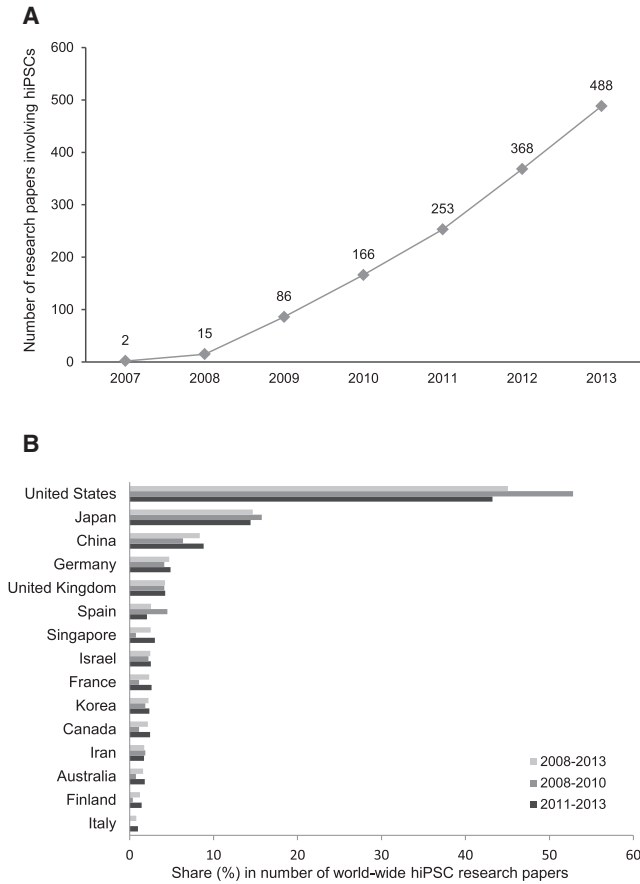 A
Number of research papers involving hiPSCs
600
500
400
300
200
100
0
2
15
86
166
253
368
488
2007 2008 2009 2010 2011 2012 2013
B
United States
Japan
China
Germany
United Kingdom
Spain
Singapore
Israel
France
Korea
Canada
Iran
Australia
Finland
Italy
2008-2013
2008-2010
2011-2013
0 10 20 30 40 50 60
Share (%) in number of world-wide hiPSC research papers